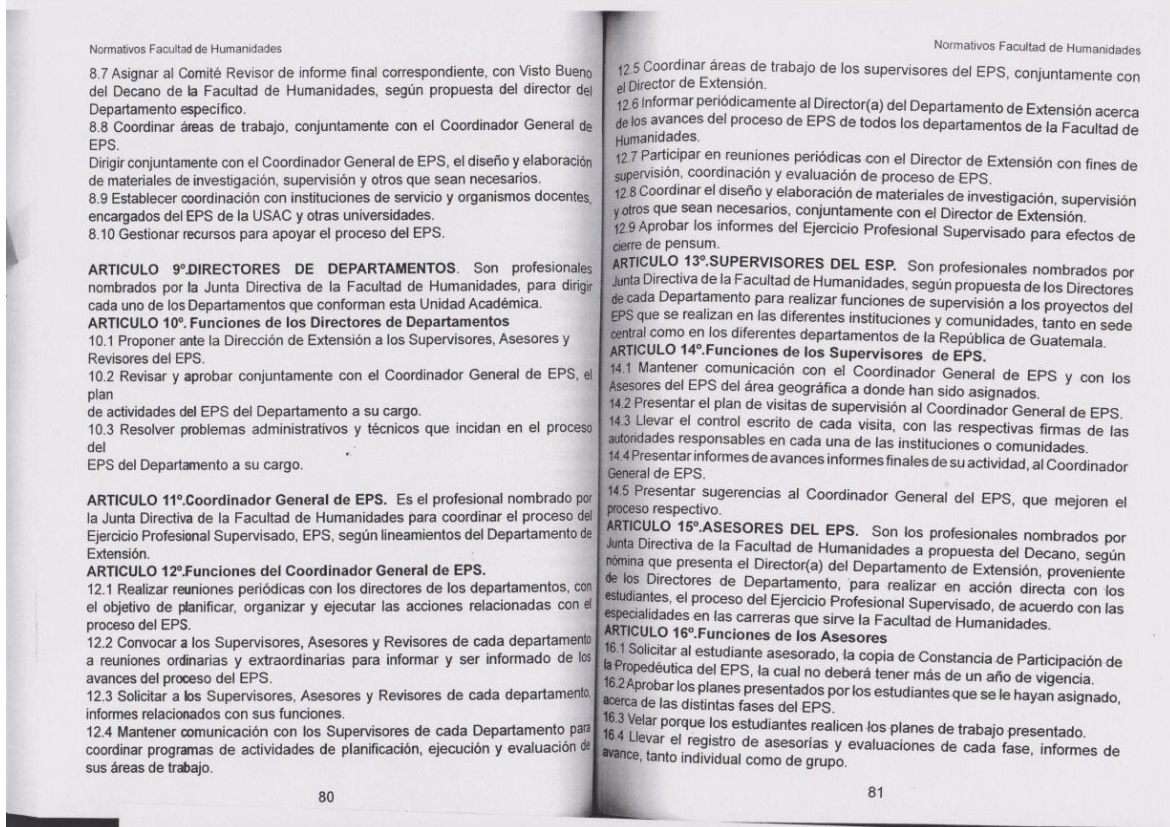 Normativos Facultad de Humanidades
8.7 Asignar al Comité Revisor de informe final correspondiente, con Visto Bueno
del Decano de la Facultad de Humanidades, según propuesta del director del
Departamento específico.
8.8 Coordinar áreas de trabajo, conjuntamente con el Coordinador General de
EPS.
Dirigir conjuntamente con el Coordinador General de EPS, el diseño y elaboración
de materiales de investigación, supervisión y otros que sean necesarios.
8.9 Establecer coordinación con instituciones de servicio y organismos docentes,
encargados del EPS de la USAC y otras universidades.
8.10 Gestionar recursos para apoyar el proceso del EPS.
ARTICULO 9º.DIRECTORES DE DEPARTAMENTOS. Son profesionales
nombrados por la Junta Directiva de la Facultad de Humanidades, para dirigir
cada uno de los Departamentos que conforman esta Unidad Académica.
ARTICULO 10º. Funciones de los Directores de Departamentos
10.1 Proponer ante la Dirección de Extensión a los Supervisores, Asesores y
Revisores del EPS.
10.2 Revisar y aprobar conjuntamente con el Coordinador General de EPS, el
plan
de actividades del EPS del Departamento a su cargo.
10.3 Resolver problemas administrativos y técnicos que incidan en el proceso
del
EPS del Departamento a su cargo.
ARTICULO 11º.Coordinador General de EPS. Es el profesional nombrado por
la Junta Directiva de la Facultad de Humanidades para coordinar el proceso del
Ejercicio Profesional Supervisado, EPS, según lineamientos del Departamento de
Extensión.
ARTICULO 12º.Funciones del Coordinador General de EPS.
12.1 Realizar reuniones periódicas con los directores de los departamentos, con
el objetivo de planificar, organizar y ejecutar las acciones relacionadas con el
proceso del EPS.
12.2 Convocar a los Supervisores, Asesores y Revisores de cada departamento
a reuniones ordinarias y extraordinarias para informar y ser informado de los
avances del proceso del EPS.
12.3 Solicitar a los Supervisores, Asesores y Revisores de cada departamento,
informes relacionados con sus funciones.
12.4 Mantener comunicación con los Supervisores de cada Departamento para
coordinar programas de actividades de planificación, ejecución y evaluación de
sus áreas de trabajo.
80
Normativos Facultad de Humanidades
12.5 Coordinar áreas de trabajo de los supervisores del EPS, conjuntamente con
el Director de Extensión.
12.6 Informar periódicamente al Director(a) del Departamento de Extensión acerca
de los avances del proceso de EPS de todos los departamentos de la Facultad de
Humanidades.
12.7 Participar en reuniones periódicas con el Director de Extensión con fines de
supervisión, coordinación y evaluación de proceso de EPS.
12.8 Coordinar el diseño y elaboración de materiales de investigación, supervisión
y otros que sean necesarios, conjuntamente con el Director de Extensión.
12.9 Aprobar los informes del Ejercicio Profesional Supervisado para efectos de
cierre de pensum.
ARTICULO 13º.SUPERVISORES DEL ESP. Son profesionales nombrados por
Junta Directiva de la Facultad de Humanidades, según propuesta de los Directores
de cada Departamento para realizar funciones de supervisión a los proyectos del
EPS que se realizan en las diferentes instituciones y comunidades, tanto en sede
central como en los diferentes departamentos de la República de Guatemala.
ARTICULO 14º.Funciones de los Supervisores de EPS.
14.1 Mantener comunicación con el Coordinador General de EPS y con los
Asesores del EPS del área geográfica a donde han sido asignados.
14.2 Presentar el plan de visitas de supervisión al Coordinador General de EPS.
14.3 Llevar el control escrito de cada visita, con las respectivas firmas de las
autoridades responsables en cada una de las instituciones o comunidades.
14.4 Presentar informes de avances informes finales de su actividad, al Coordinador
General de EPS.
14.5 Presentar sugerencias al Coordinador General del EPS, que mejoren el
proceso respectivo.
ARTICULO 15º.ASESORES DEL EPS. Son los profesionales nombrados por
Junta Directiva de la Facultad de Humanidades a propuesta del Decano, según
nómina que presenta el Director(a) del Departamento de Extensión, proveniente
de los Directores de Departamento, para realizar en acción directa con los
estudiantes, el proceso del Ejercicio Profesional Supervisado, de acuerdo con las
especialidades en las carreras que sirve la Facultad de Humanidades.
ARTICULO 16º.Funciones de los Asesores
16.1 Solicitar al estudiante asesorado, la copia de Constancia de Participación de
la Propedéutica del EPS, la cual no deberá tener más de un año de vigencia.
16.2 Aprobar los planes presentados por los estudiantes que se le hayan asignado,
acerca de las distintas fases del EPS.
16.3 Velar porque los estudiantes realicen los planes de trabajo presentado.
16.4 Llevar el registro de asesorías y evaluaciones de cada fase, informes de
avance, tanto individual como de grupo.
81